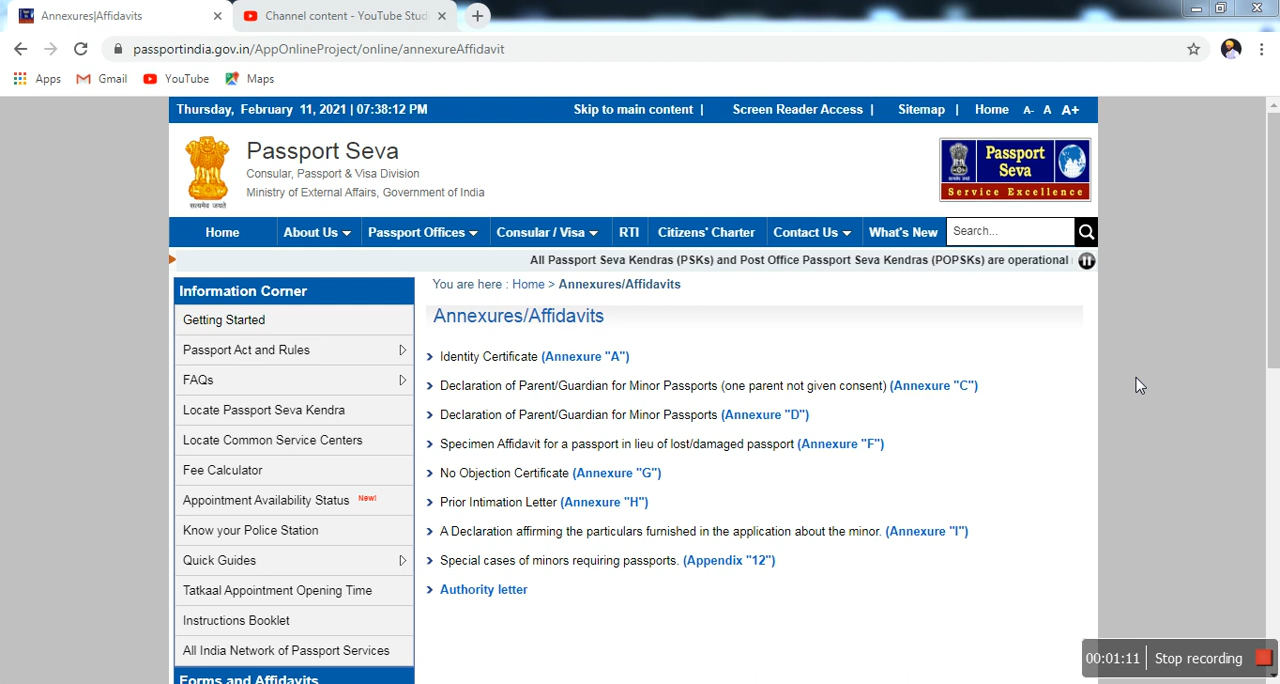 Annexures|Affidavits
Channel content - YouTube Stud
passportindia.gov.in/AppOnlineProject/online/annexureAffidavit
Apps Gmail YouTube Maps
Thursday, February 11, 2021 | 07:38:12 PM Skip to main content | Screen Reader Access | Sitemap | Home A- A A+
Passport Seva
Consular, Passport & Visa Division
Ministry of External Affairs, Government of India
सत्यमेव जयते
Passport
Seva
Service Excellence
Home About Us Passport Offices Consular / Visa RTI Citizens' Charter Contact Us What's New Search...
All Passport Seva Kendras (PSKs) and Post Office Passport Seva Kendras (POPSKs) are operational
Information Corner
Getting Started
Passport Act and Rules
FAQs
Locate Passport Seva Kendra
Locate Common Service Centers
Fee Calculator
Appointment Availability Status New!
Know your Police Station
Quick Guides
Tatkaal Appointment Opening Time
Instructions Booklet
All India Network of Passport Services
Forms and Affidavits
You are here : Home > Annexures/Affidavits
Annexures/Affidavits
Identity Certificate (Annexure "A")
Declaration of Parent/Guardian for Minor Passports (one parent not given consent) (Annexure "C")
Declaration of Parent/Guardian for Minor Passports (Annexure "D")
Specimen Affidavit for a passport in lieu of lost/damaged passport (Annexure "F")
No Objection Certificate (Annexure "G")
Prior Intimation Letter (Annexure "H")
A Declaration affirming the particulars furnished in the application about the minor. (Annexure "I")
Special cases of minors requiring passports. (Appendix "12")
Authority letter
00:01:11 Stop recording